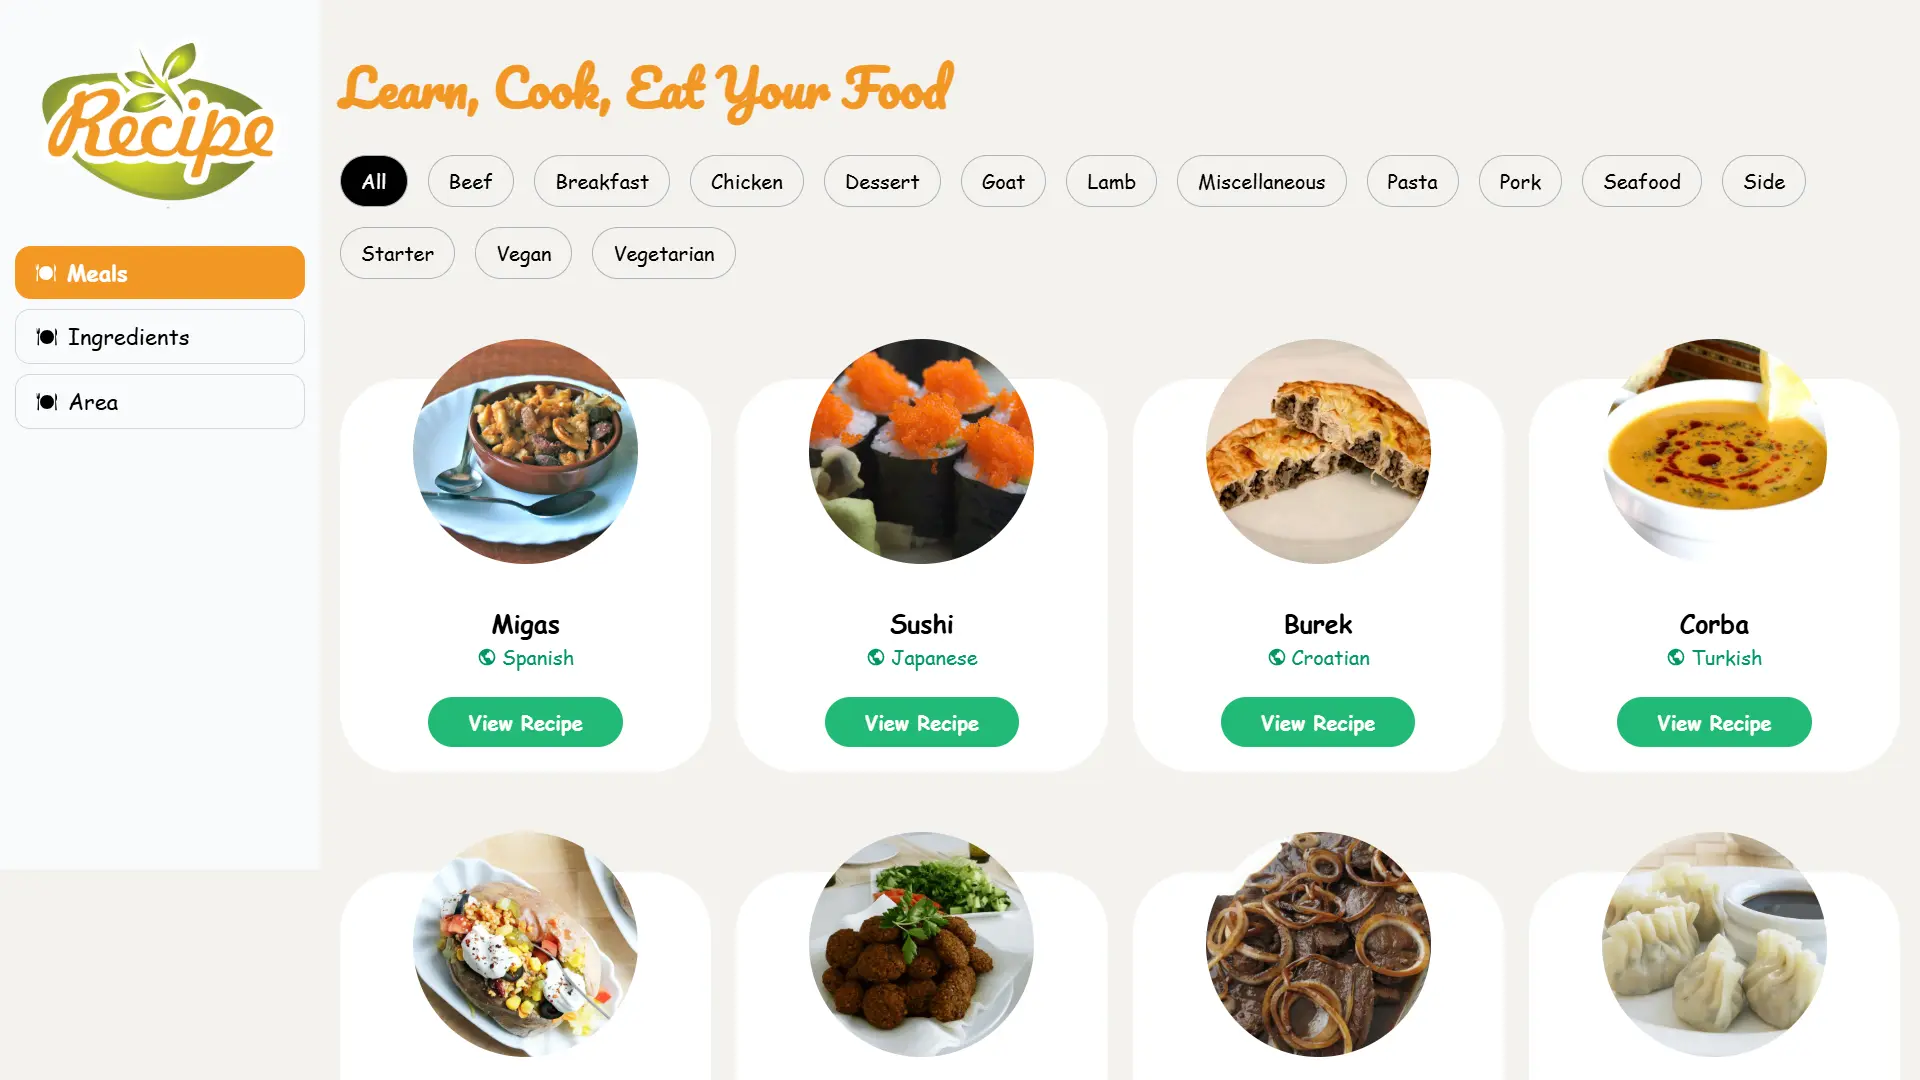 Recipe
Learn, Cook, Eat Your Food
All Beef Breakfast Chicken Dessert Goat Lamb Miscellaneous Pasta Pork Seafood Side
Starter Vegan Vegetarian
Meals
Ingredients
Area
Migas Sushi Burek Corba
Spanish Japanese Croatian Turkish
View Recipe View Recipe View Recipe View Recipe